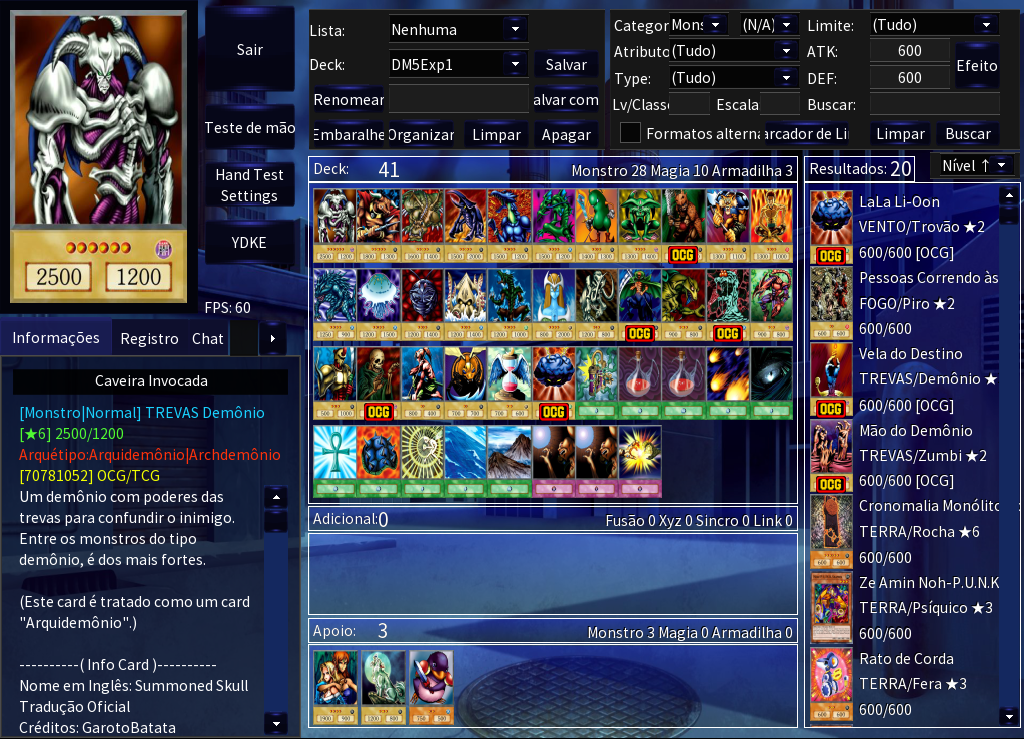 2500 1200
Sair
Teste de mão
Hand Test
Settings
YDKE
FPS: 60
Informações Registro Chat
Caveira Invocada
[Monstro|Normal] TREVAS Demônio
[★6] 2500/1200
Arquétipo:Arquidemônio|Archdemônio
[70781052] OCG/TCG
Um demônio com poderes das
trevas para confundir o inimigo.
Entre os monstros do tipo
demônio, é dos mais fortes.
(Este card é tratado como um card
"Arquidemônio".)
----------( Info Card )----------
Nome em Inglês: Summoned Skull
Tradução Oficial
Créditos: GarotoBatata
Lista: Nenhuma
Deck: DM5Exp1 Salvar
Renomear alvar com
Embaralhe Organizar Limpar Apagar
Categor Mons (N/A) Limite: (Tudo)
Atributo (Tudo) ATK: 600
Type: (Tudo) DEF: 600
Efeito
Lv/Classe Escala Buscar:
Formatos alterna arcador de Li Limpar Buscar
Deck: 41 Monstro 28 Magia 10 Armadilha 3
OCG
OCG
OCG
OCG
OCG
Adicional:0 Fusão 0 Xyz 0 Sincro 0 Link 0
Apoio: 3 Monstro 3 Magia 0 Armadilha 0
Resultados: 20 Nível ↑
LaLa Li-Oon
VENTO/Trovão ★2
600/600 [OCG]
OCG
Pessoas Correndo às
FOGO/Piro ★2
600/600
Vela do Destino
TREVAS/Demônio ★
600/600 [OCG]
OCG
Mão do Demônio
TREVAS/Zumbi ★2
600/600 [OCG]
OCG
Cronomalia Monólito
TERRA/Rocha ★6
600/600
Ze Amin Noh-P.U.N.K
TERRA/Psíquico ★3
600/600
Rato de Corda
TERRA/Fera ★3
600/600